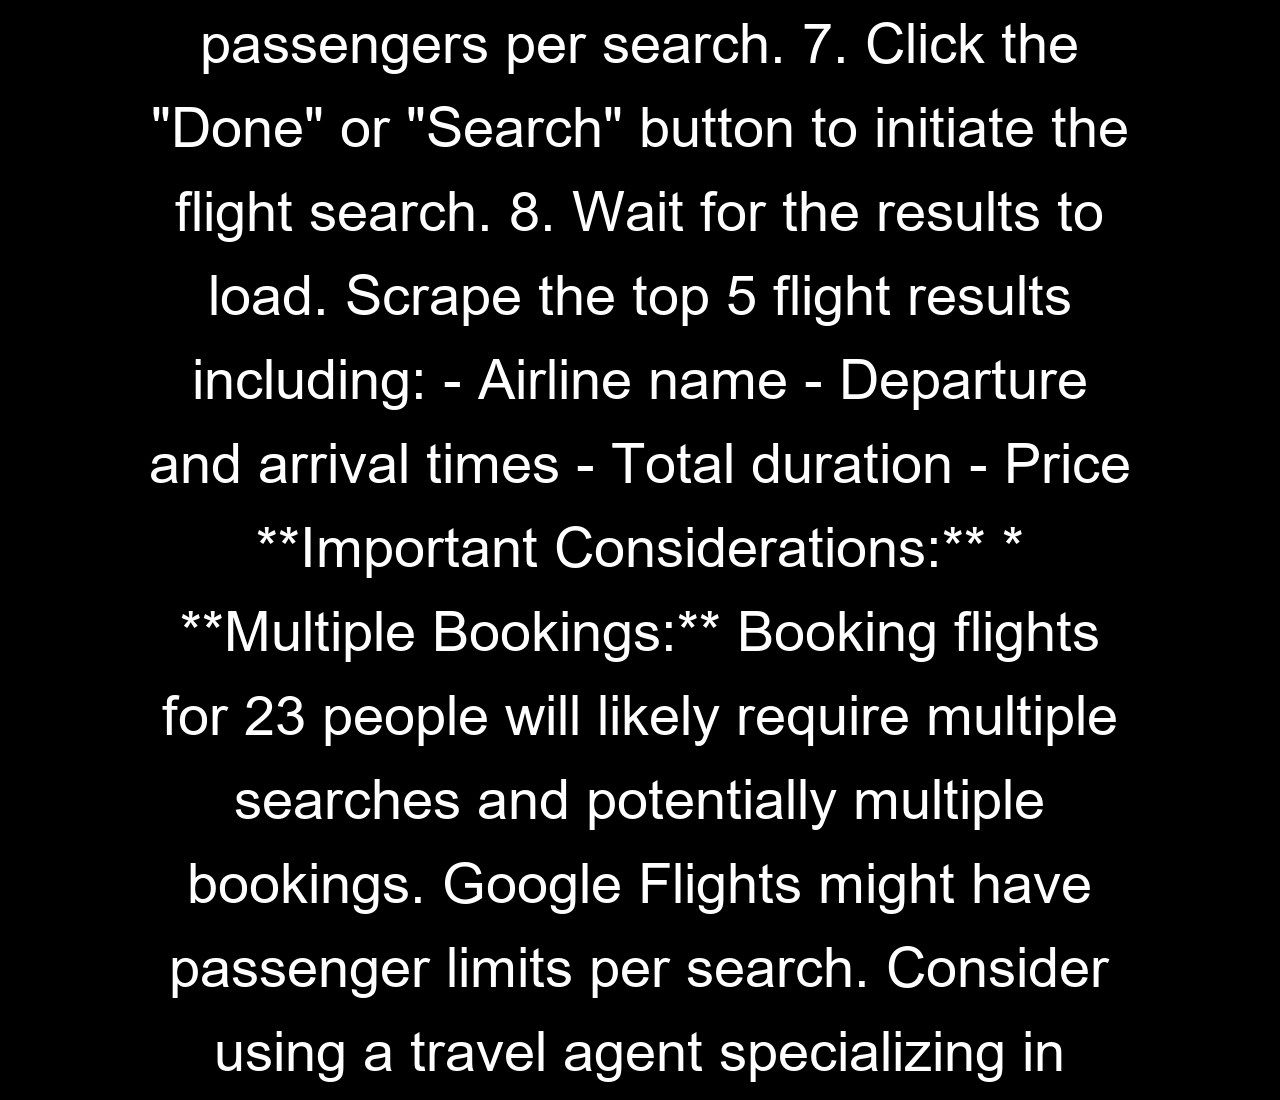 passengers per search. 7. Click the
"Done" or "Search" button to initiate the
flight search. 8. Wait for the results to
load. Scrape the top 5 flight results
including: - Airline name - Departure
and arrival times - Total duration - Price
**Important Considerations:** *
**Multiple Bookings:** Booking flights
for 23 people will likely require multiple
searches and potentially multiple
bookings. Google Flights might have
passenger limits per search. Consider
using a travel agent specializing in